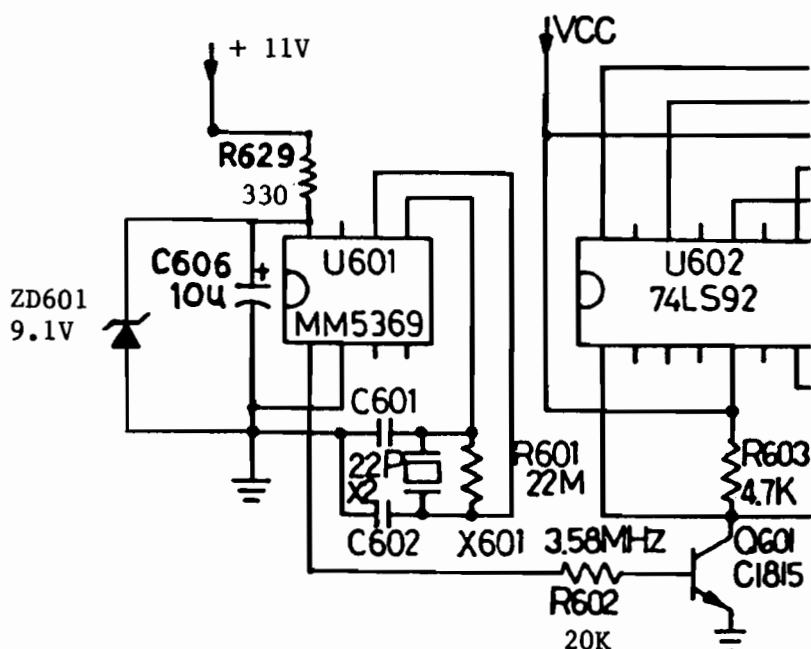 + 11V
VCC
R629
330
U601
MM5369
C606
+
10u
ZD601
9.1V
U602
74LS92
C601
22P
X2
C602
R601
22M
X601 3.58MHz
R602
20K
R603
4.7K
Q601
C1815